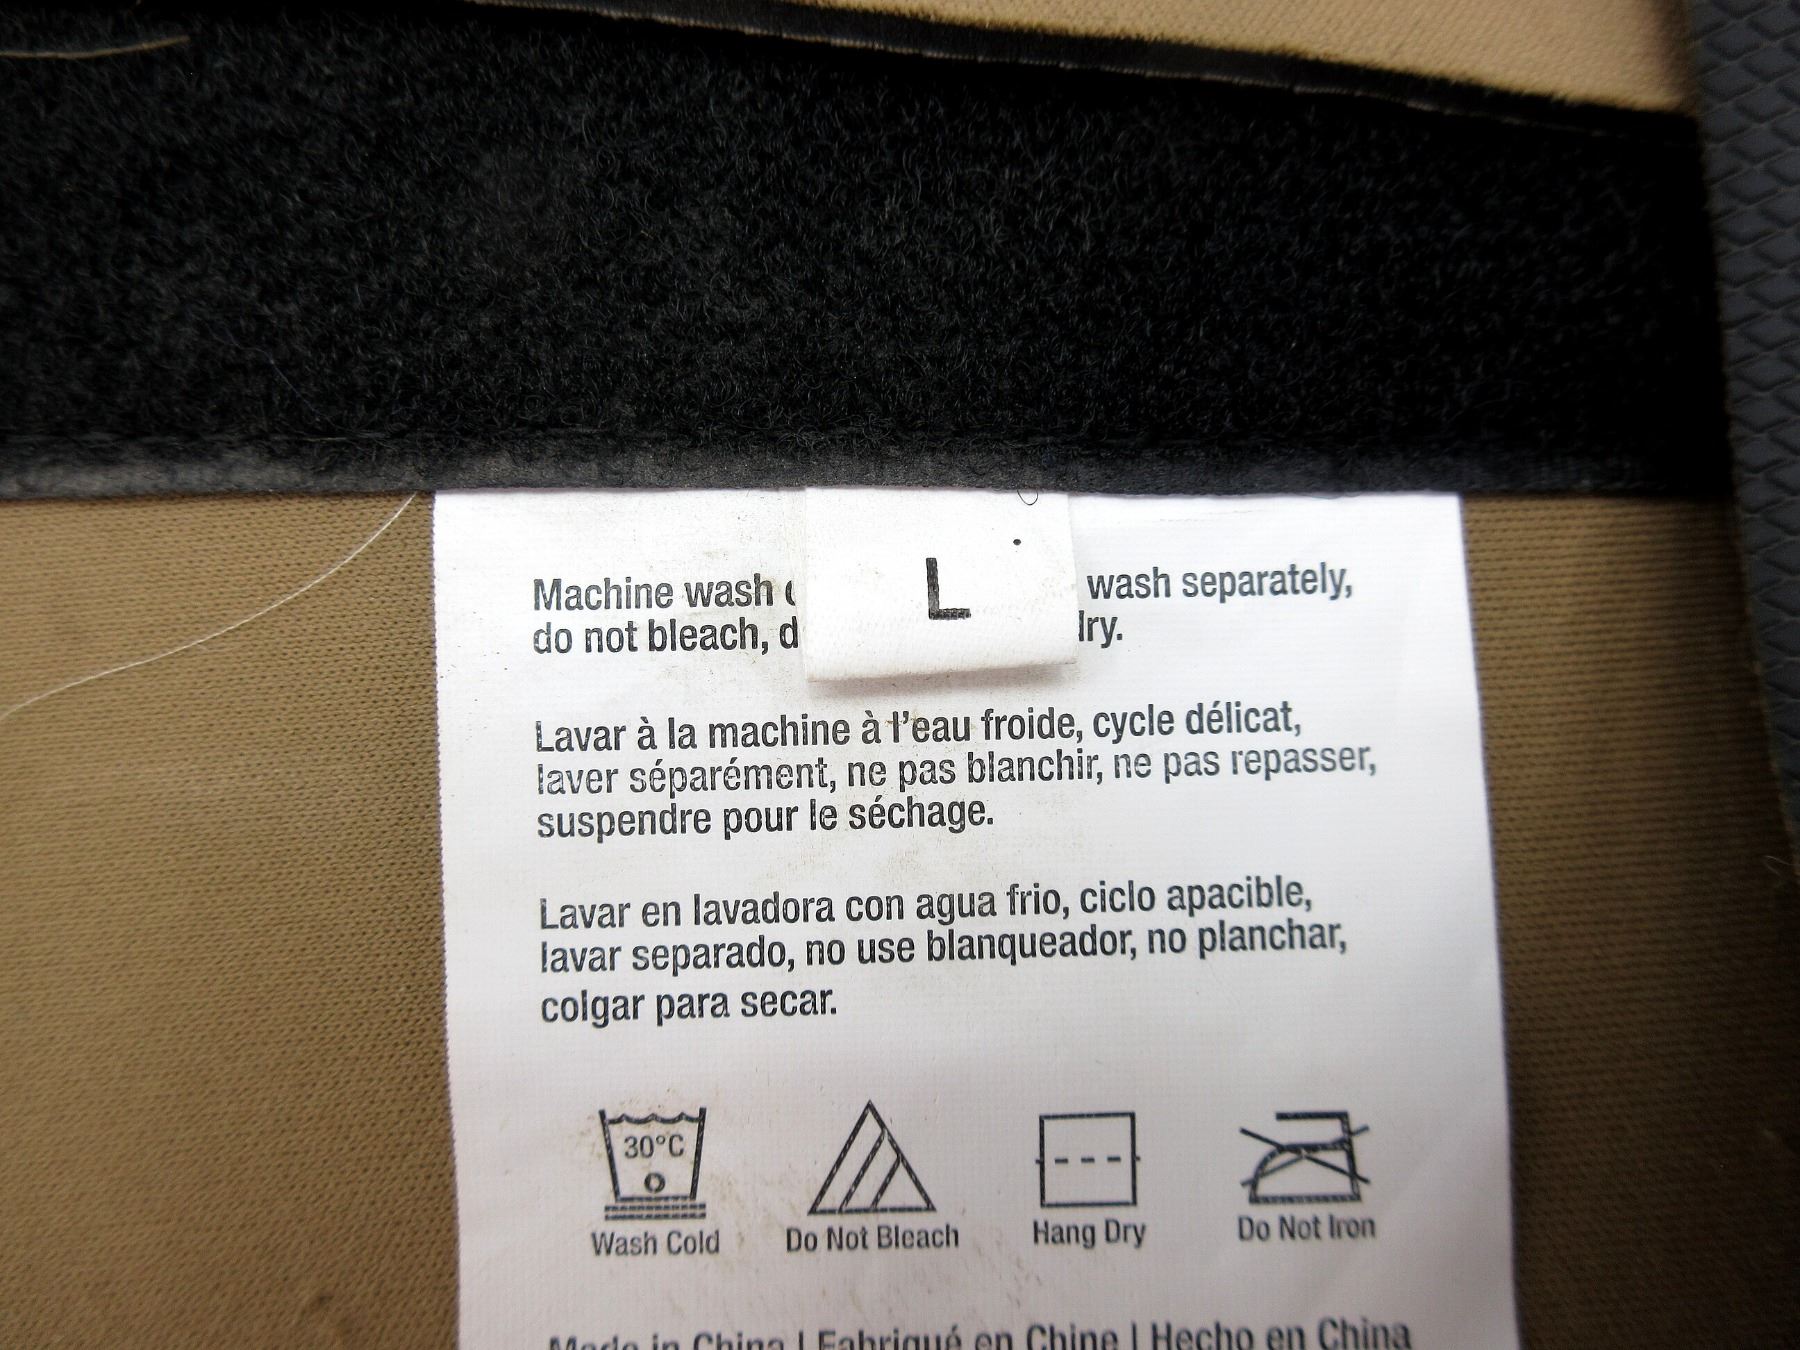 L
Machine wash wash separately,
do not bleach,
Lavar à la machine à l'eau froide, cycle délicat,
laver séparément, ne pas blanchir, ne pas repasser,
suspendre pour le séchage.
Lavar en lavadora con agua frio, ciclo apacible,
lavar separado, no use blanqueador, no planchar,
colgar para secar.
30°C
Wash Cold
Do Not Bleach
Hang Dry
Do Not Iron
Made in China | Fabriqué en Chine | Hecho en China